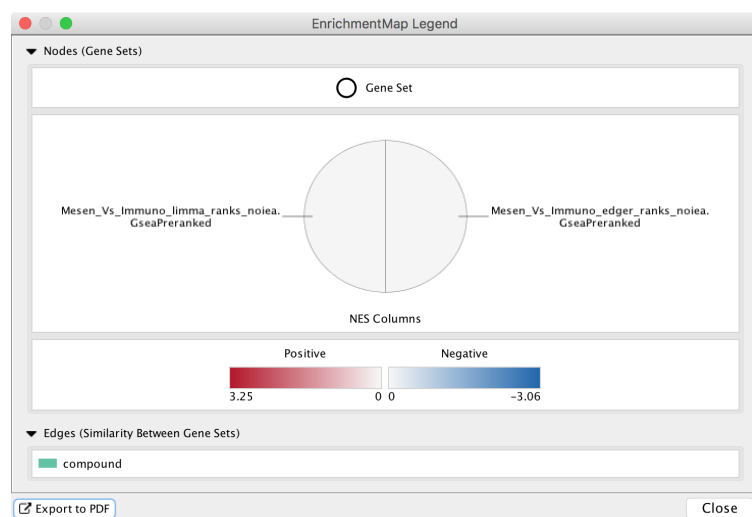 EnrichmentMap Legend
Nodes (Gene Sets)
Gene Set
Mesen_Vs_Immuno_limma_ranks_noiea.
GseaPreranked
Mesen_Vs_Immuno_edger_ranks_noiea.
GseaPreranked
NES Columns
Positive Negative
3.25 0 0 -3.06
Edges (Similarity Between Gene Sets)
compound
Export to PDF Close